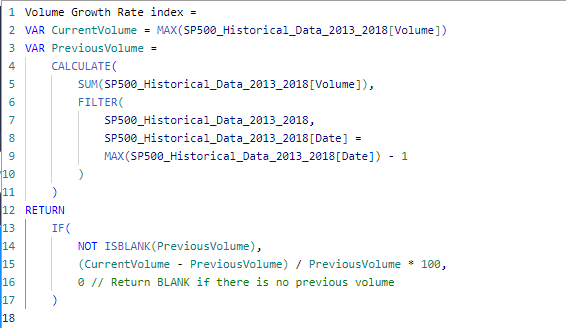 1 Volume Growth Rate index =
2 VAR CurrentVolume = MAX(SP500_Historical_Data_2013_2018[Volume])
3 VAR PreviousVolume =
4     CALCULATE(
5         SUM(SP500_Historical_Data_2013_2018[Volume]),
6         FILTER(
7             SP500_Historical_Data_2013_2018,
8             SP500_Historical_Data_2013_2018[Date] =
9             MAX(SP500_Historical_Data_2013_2018[Date]) - 1
10         )
11     )
12 RETURN
13     IF(
14         NOT ISBLANK(PreviousVolume),
15         (CurrentVolume - PreviousVolume) / PreviousVolume * 100,
16         0 // Return BLANK if there is no previous volume
17     )
18